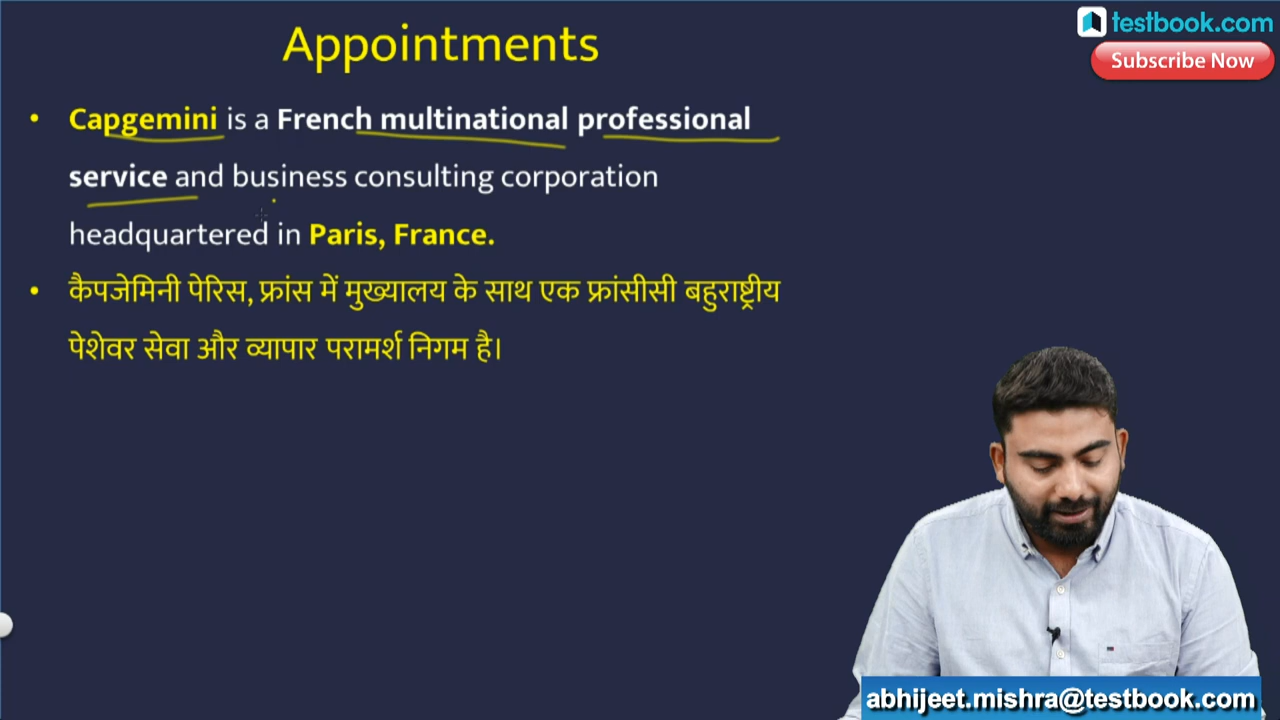 Appointments
testbook.com
Subscribe Now
• Capgemini is a French multinational professional
service and business consulting corporation
headquartered in Paris, France.
• कैपजेमिनी पेरिस, फ्रांस में मुख्यालय के साथ एक फ्रांसीसी बहुराष्ट्रीय
पेशेवर सेवा और व्यापार परामर्श निगम है।
abhijeet.mishra@testbook.com